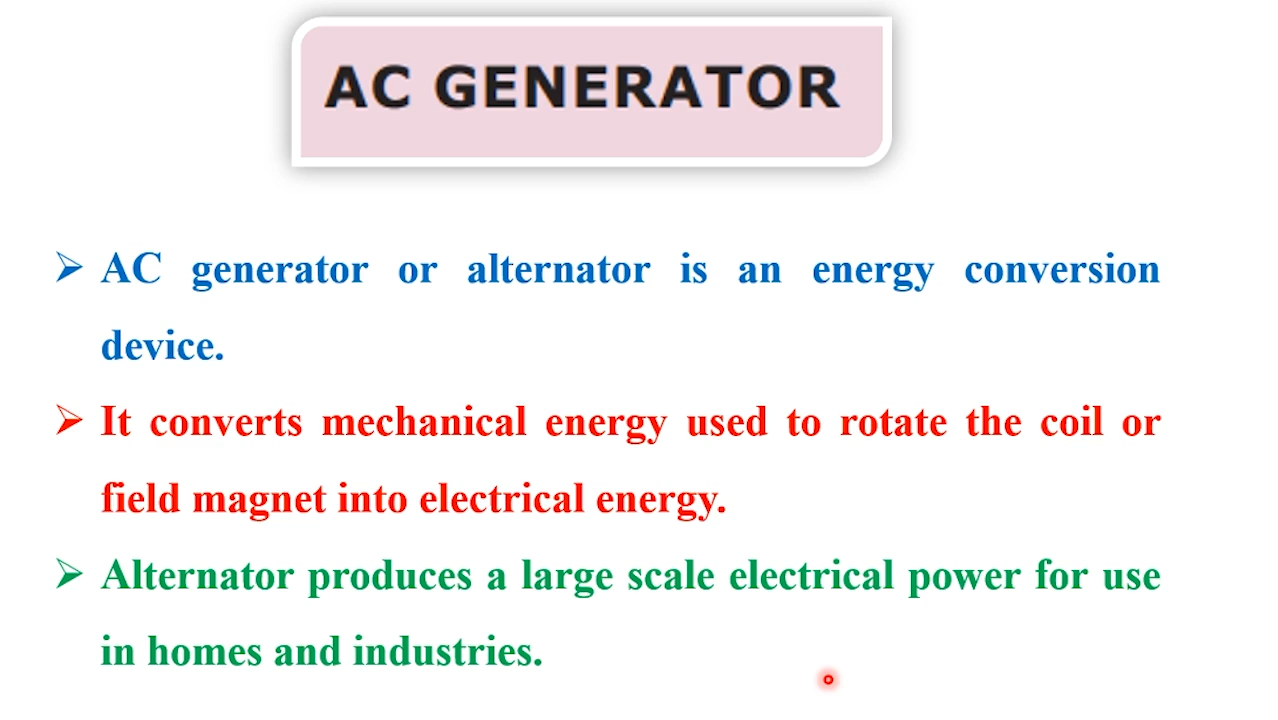 AC GENERATOR
AC generator or alternator is an energy conversion
device.
It converts mechanical energy used to rotate the coil or
field magnet into electrical energy.
Alternator produces a large scale electrical power for use
in homes and industries.